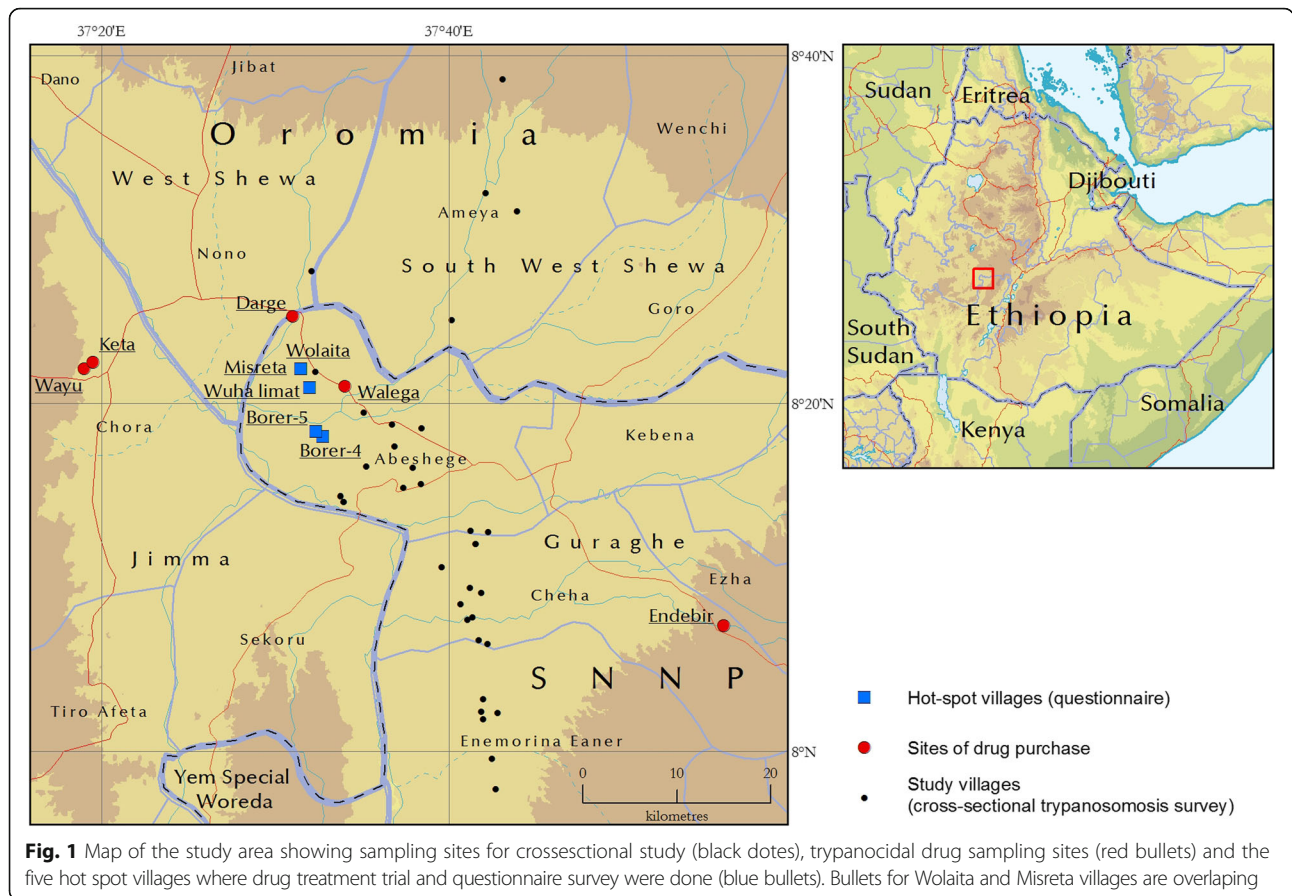 37°20'E
37°40'E
8°40'N
Dano
Jibat
Oromia
Wenchi
West Shewa
Ameya
Nono
South West Shewa
Goro
Darge
Keta
Wolaita
Misreta
Wayu
Wuha limat
Walega
8°20'N
Borer-5
Chora
Kebena
Borer-4
Abeshege
Guraghe
Jimma
Ezha
Cheha
Endebir
Sekoru
SNNP
Tiro Afeta
Enemorina Eaner
8°N
Yem Special
Woreda
0 10 20
kilometres
Sudan
Eritrea
Djibouti
Ethiopia
South
Sudan
Somalia
Kenya
Hot-spot villages (questionnaire)
Sites of drug purchase
Study villages
(cross-sectional trypanosomosis survey)
Fig. 1 Map of the study area showing sampling sites for crossesctional study (black dotes), trypanocidal drug sampling sites (red bullets) and the
five hot spot villages where drug treatment trial and questionnaire survey were done (blue bullets). Bullets for Wolaita and Misreta villages are overlaping